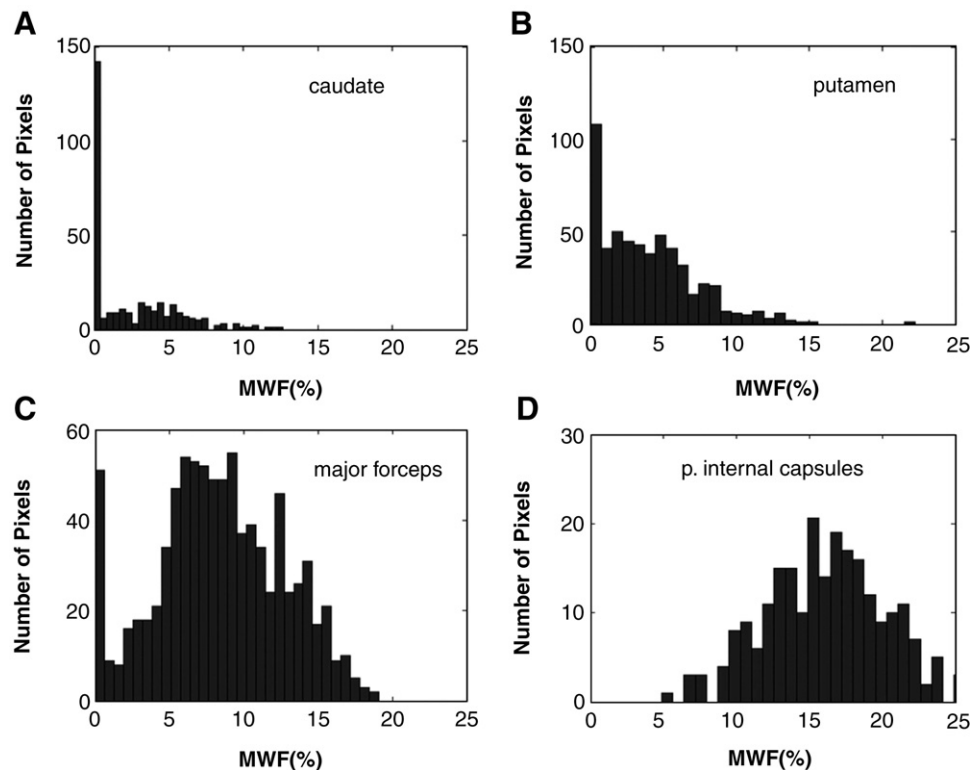 A
150
100
50
0
Number of Pixels
caudate
0 5 10 15 20 25
MWF(%)
B
150
100
50
0
Number of Pixels
putamen
0 5 10 15 20 25
MWF(%)
C
60
40
20
0
Number of Pixels
major forceps
0 5 10 15 20 25
MWF(%)
D
30
20
10
0
Number of Pixels
p. internal capsules
0 5 10 15 20 25
MWF(%)